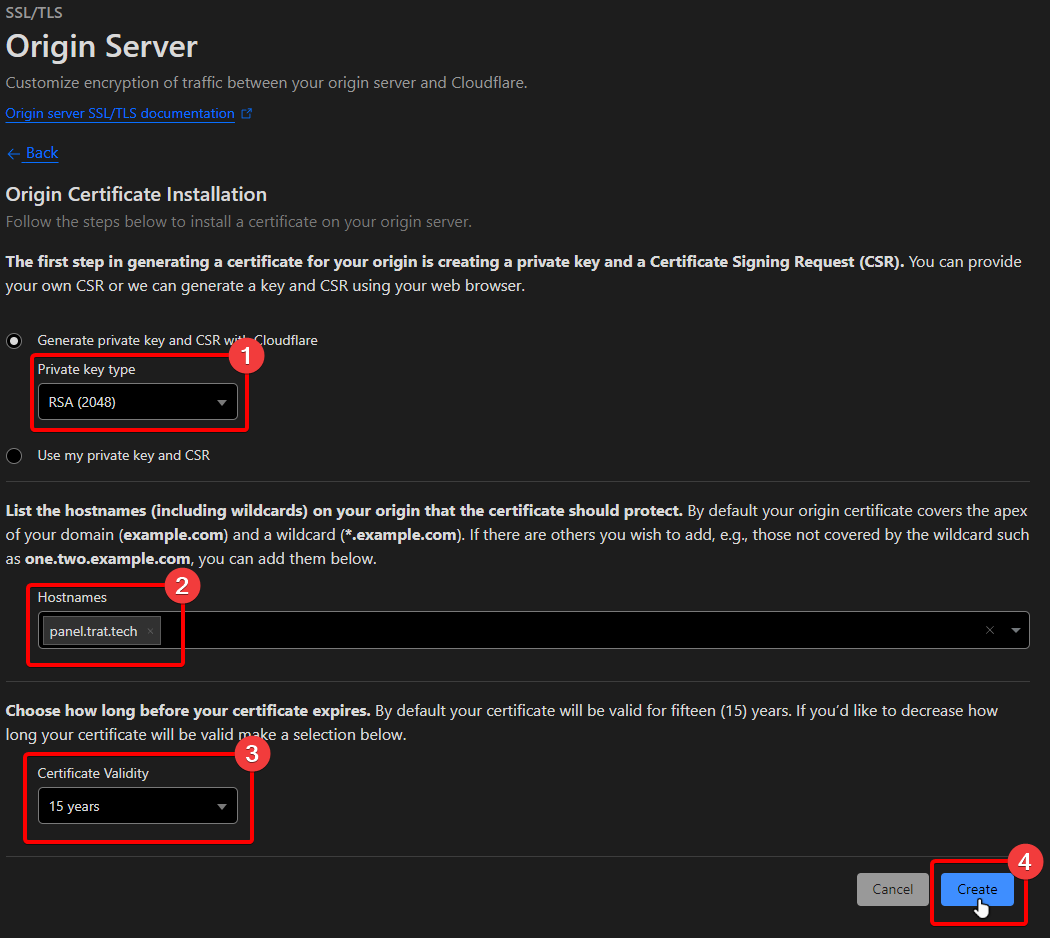 SSL/TLS
Origin Server
Customize encryption of traffic between your origin server and Cloudflare.
Origin server SSL/TLS documentation
Back
Origin Certificate Installation
Follow the steps below to install a certificate on your origin server.
The first step in generating a certificate for your origin is creating a private key and a Certificate Signing Request (CSR). You can provide
your own CSR or we can generate a key and CSR using your web browser.
Generate private key and CSR with Cloudflare
1
Private key type
RSA (2048)
Use my private key and CSR
List the hostnames (including wildcards) on your origin that the certificate should protect. By default your origin certificate covers the apex
of your domain (example.com) and a wildcard (*.example.com). If there are others you wish to add, e.g., those not covered by the wildcard such
as one.two.example.com, you can add them below.
2
Hostnames
panel.trat.tech ×
Choose how long before your certificate expires. By default your certificate will be valid for fifteen (15) years. If you'd like to decrease how
long your certificate will be valid make a selection below.
3
Certificate Validity
15 years
4
Cancel
Create